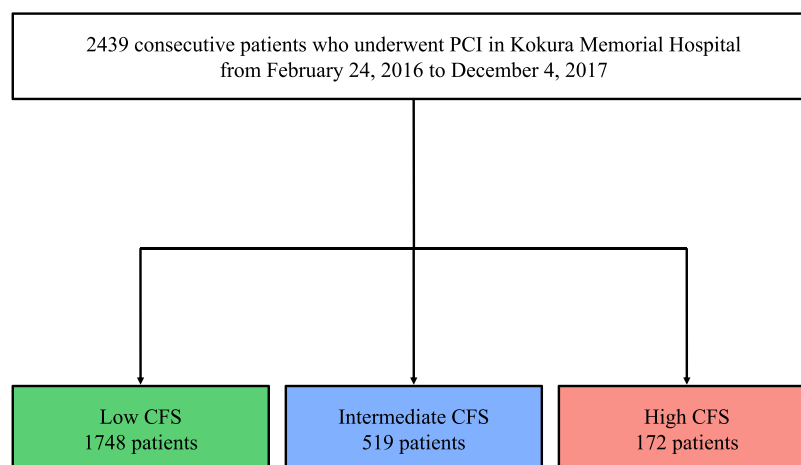 2439 consecutive patients who underwent PCI in Kokura Memorial Hospital
from February 24, 2016 to December 4, 2017
Low CFS
1748 patients
Intermediate CFS
519 patients
High CFS
172 patients